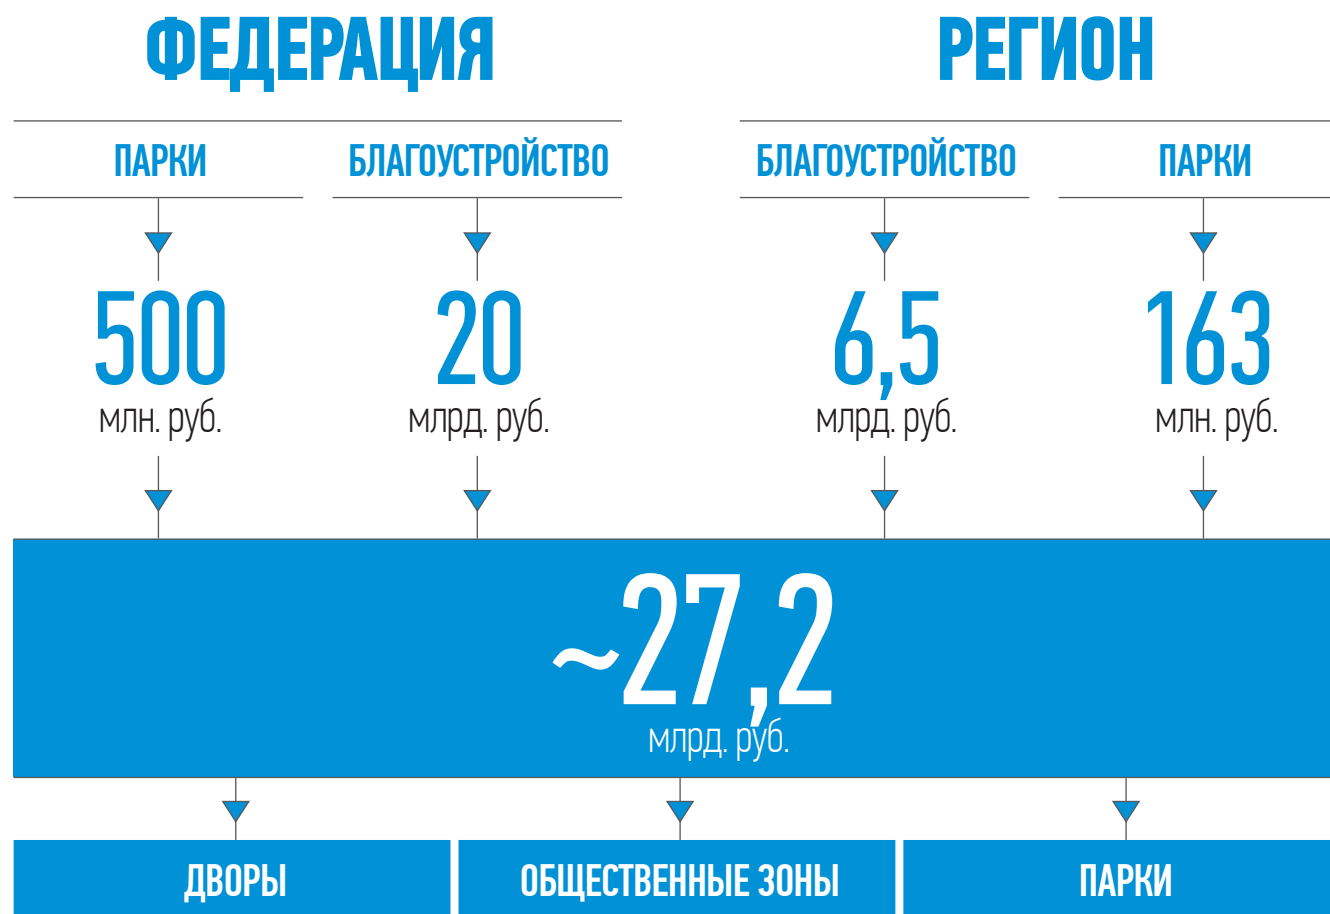 ФЕДЕРАЦИЯ
РЕГИОН
ПАРКИ
БЛАГОУСТРОЙСТВО
БЛАГОУСТРОЙСТВО
ПАРКИ
500
млн. руб.
20
млрд. руб.
6,5
млрд. руб.
163
млн. руб.
~27,2
млрд. руб.
ДВОРЫ
ОБЩЕСТВЕННЫЕ ЗОНЫ
ПАРКИ